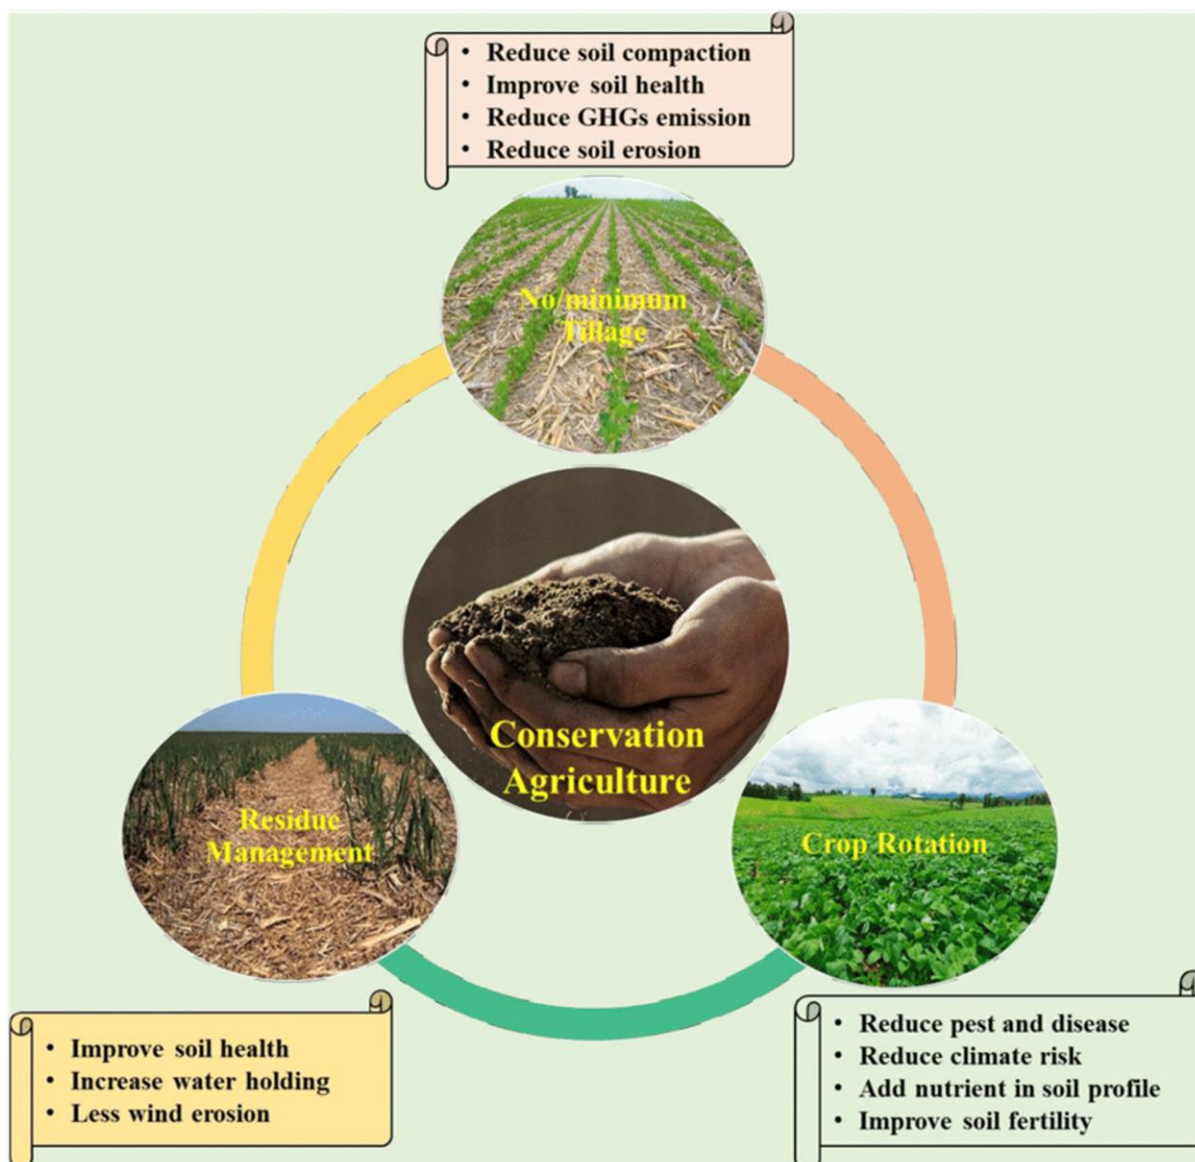 • Reduce soil compaction
• Improve soil health
• Reduce GHGs emission
• Reduce soil erosion
No/minimum
Tillage
Conservation
Agriculture
Residue
Management
Crop Rotation
• Improve soil health
• Increase water holding
• Less wind erosion
• Reduce pest and disease
• Reduce climate risk
• Add nutrient in soil profile
• Improve soil fertility